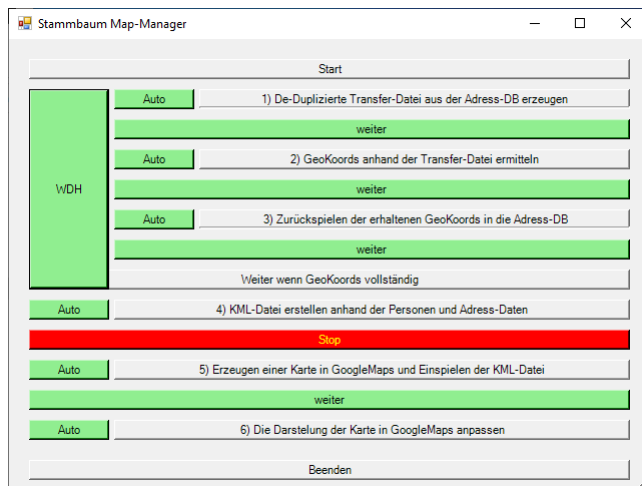 Stammbaum Map-Manager
Start
Auto 1) De-Duplizierte Transfer-Datei aus der Adress-DB erzeugen
weiter
Auto 2) GeoKoords anhand der Transfer-Datei ermitteln
WDH weiter
Auto 3) Zurückspielen der erhaltenen GeoKoords in die Adress-DB
weiter
Weiter wenn GeoKoords vollständig
Auto 4) KML-Datei erstellen anhand der Personen und Adress-Daten
Stop
Auto 5) Erzeugen einer Karte in GoogleMaps und Einspielen der KML-Datei
weiter
Auto 6) Die Darstelung der Karte in GoogleMaps anpassen
Beenden